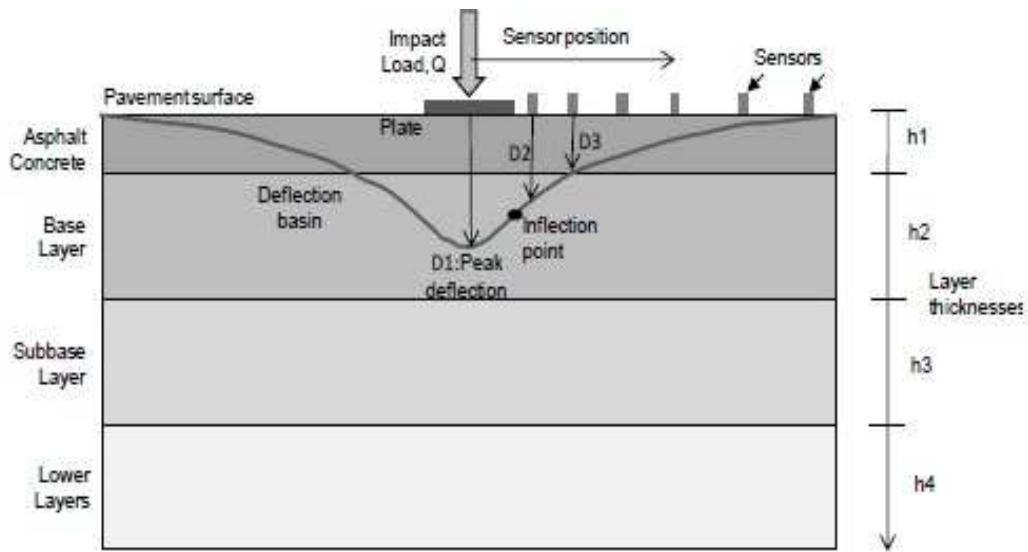 Impact
Load, Q
Sensor position
Sensors
Pavement surface
Plate
Asphalt
Concrete
D2
D3
h1
Deflection
basin
Base
Layer
Inflection
point
h2
D1:Peak
deflection
Layer
thicknesses
Subbase
Layer
h3
Lower
Layers
h4